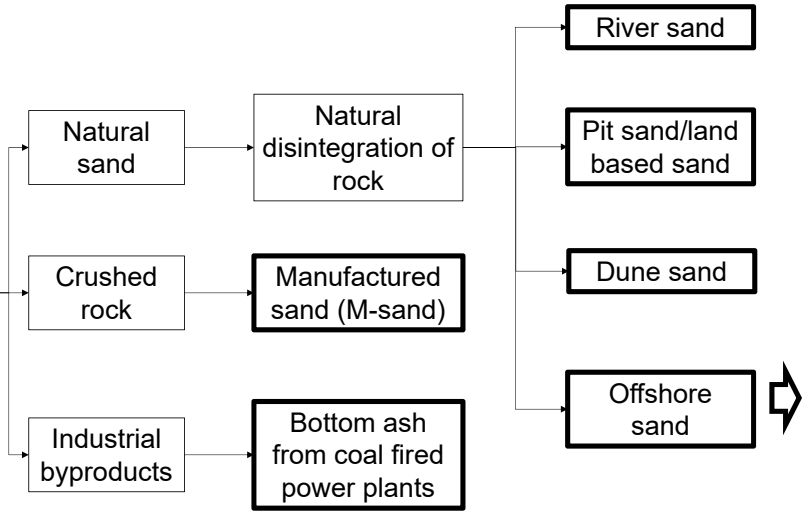 River sand
Natural
sand
Natural
disintegration of
rock
Pit sand/land
based sand
Crushed
rock
Manufactured
sand (M-sand)
Dune sand
Industrial
byproducts
Bottom ash
from coal fired
power plants
Offshore
sand